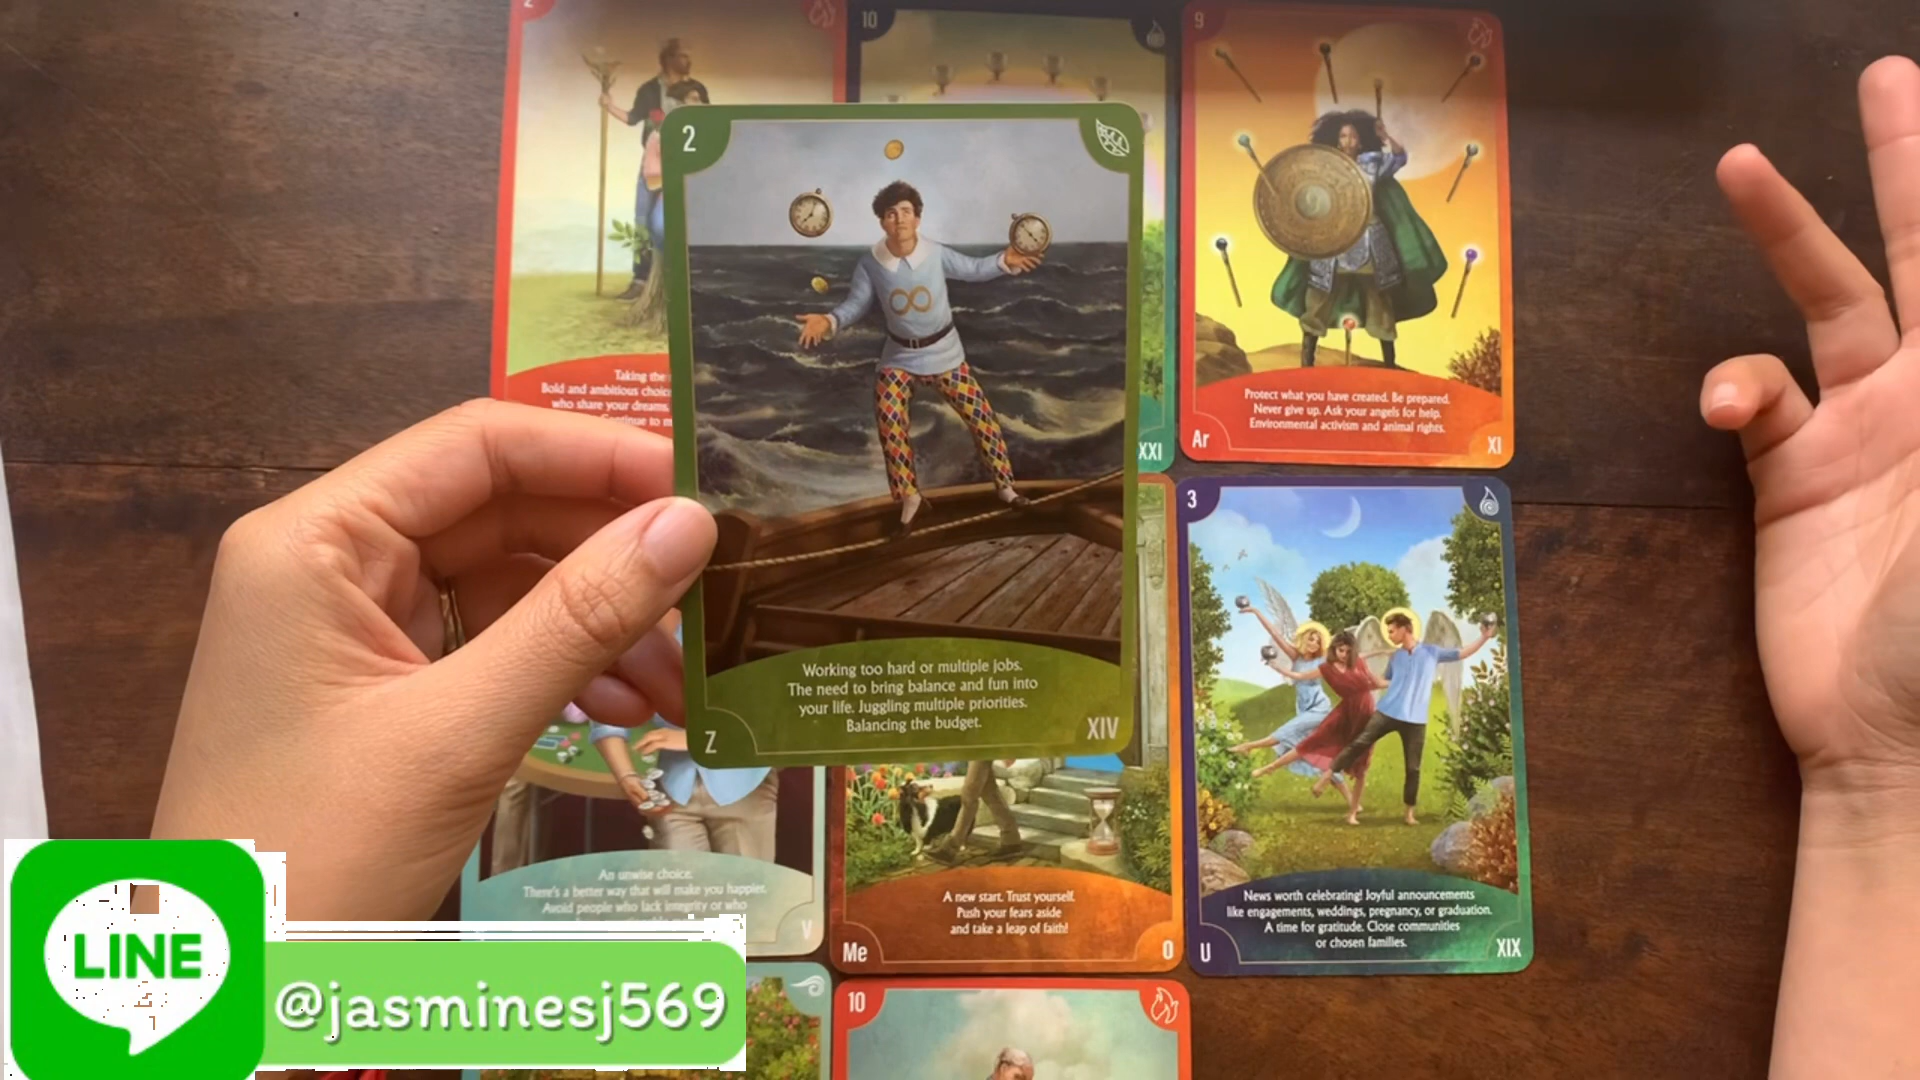 2
10
9
2
Taking the
Bold and ambitious
who share your dreams.
Protect what you have created. Be prepared.
Never give up. Ask your angels for help.
Environmental activism and animal rights.
Ar
XI
XXI
Working too hard or multiple jobs.
The need to bring balance and fun into
your life. Juggling multiple priorities.
Balancing the budget.
Z
XIV
3
An unwise choice.
There's a better way that will make you happier.
Avoid people who lack integrity or who
V
A new start. Trust yourself.
Push your fears aside
and take a leap of faith!
Me
0
News worth celebrating! Joyful announcements
like engagements, weddings, pregnancy, or graduation.
A time for gratitude. Close communities
or chosen families.
U
XIX
10
LINE
@jasminesj569